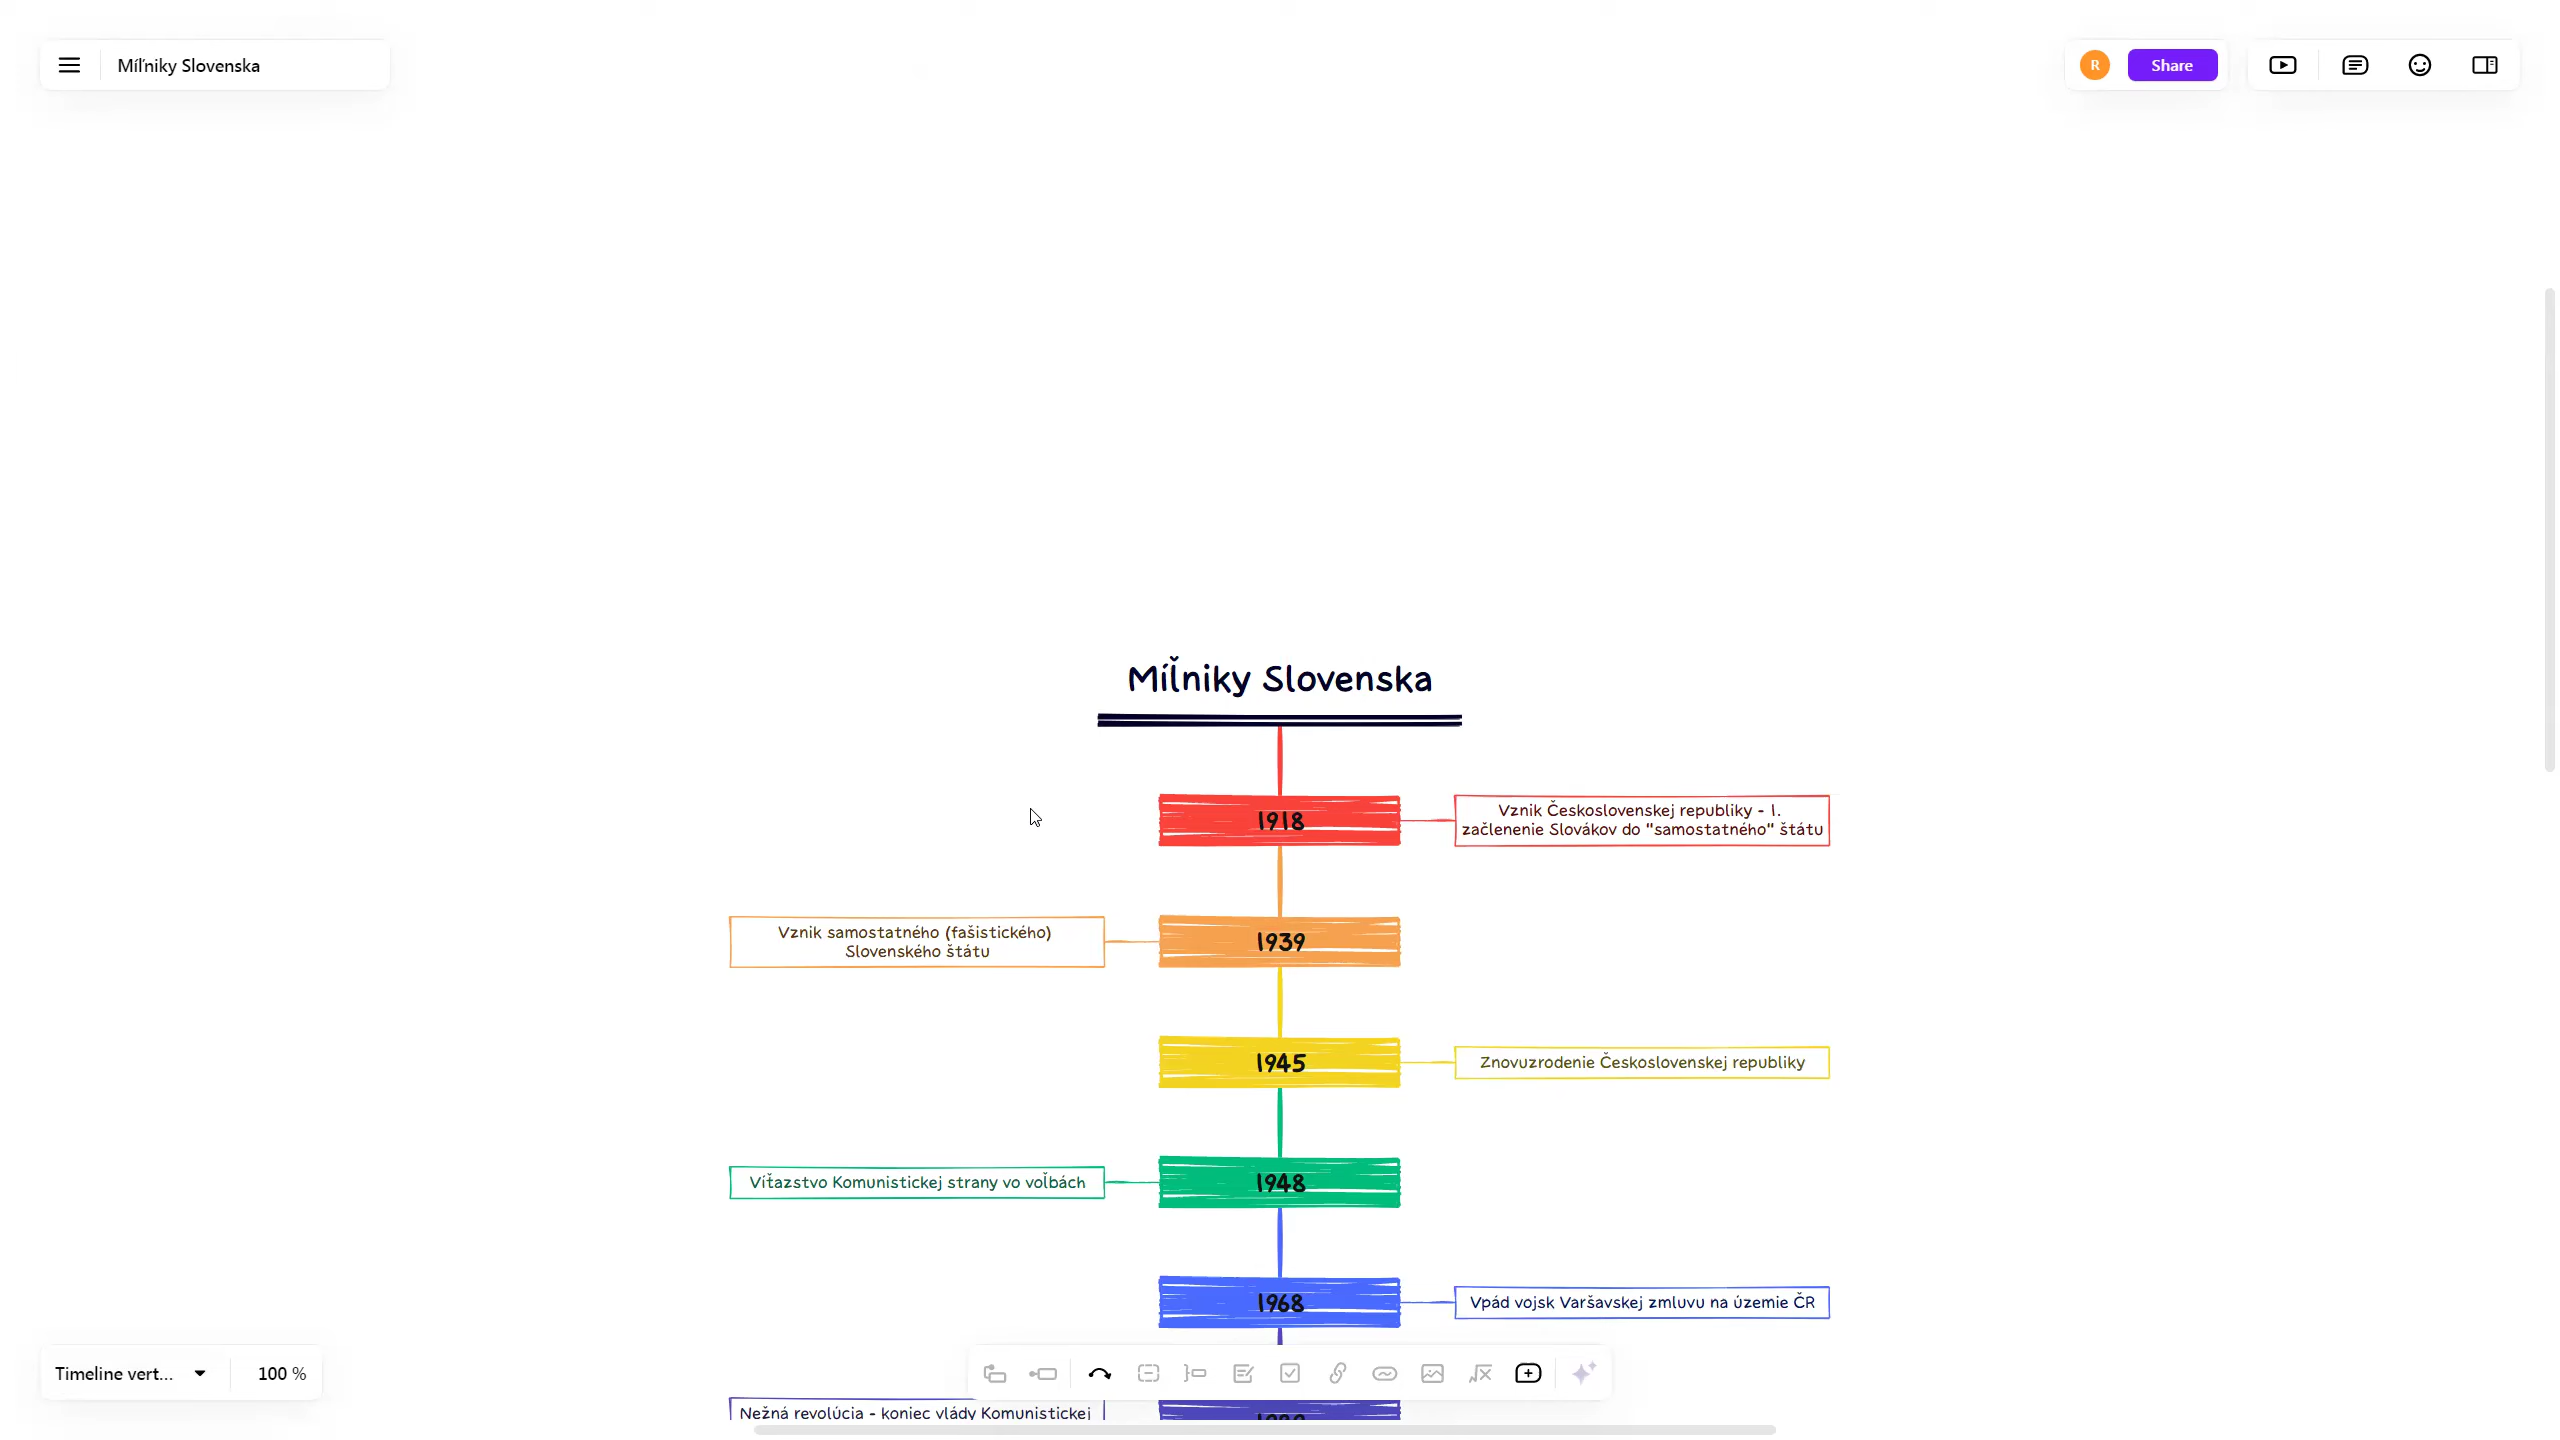 Míľniky Slovenska
R
Share
Míľniky Slovenska
1918
Vznik Československej republiky - 1.
začlenenie Slovákov do "samostatného" štátu
Vznik samostatného (fašistického)
Slovenského štátu
1939
1945
Znovuzrodenie Československej republiky
Víťazstvo Komunistickej strany vo voľbách
1948
1968
Vpád vojsk Varšavskej zmluvu na územie ČR
Timeline vert...
100 %
Nežná revolúcia - koniec vlády Komunistickej